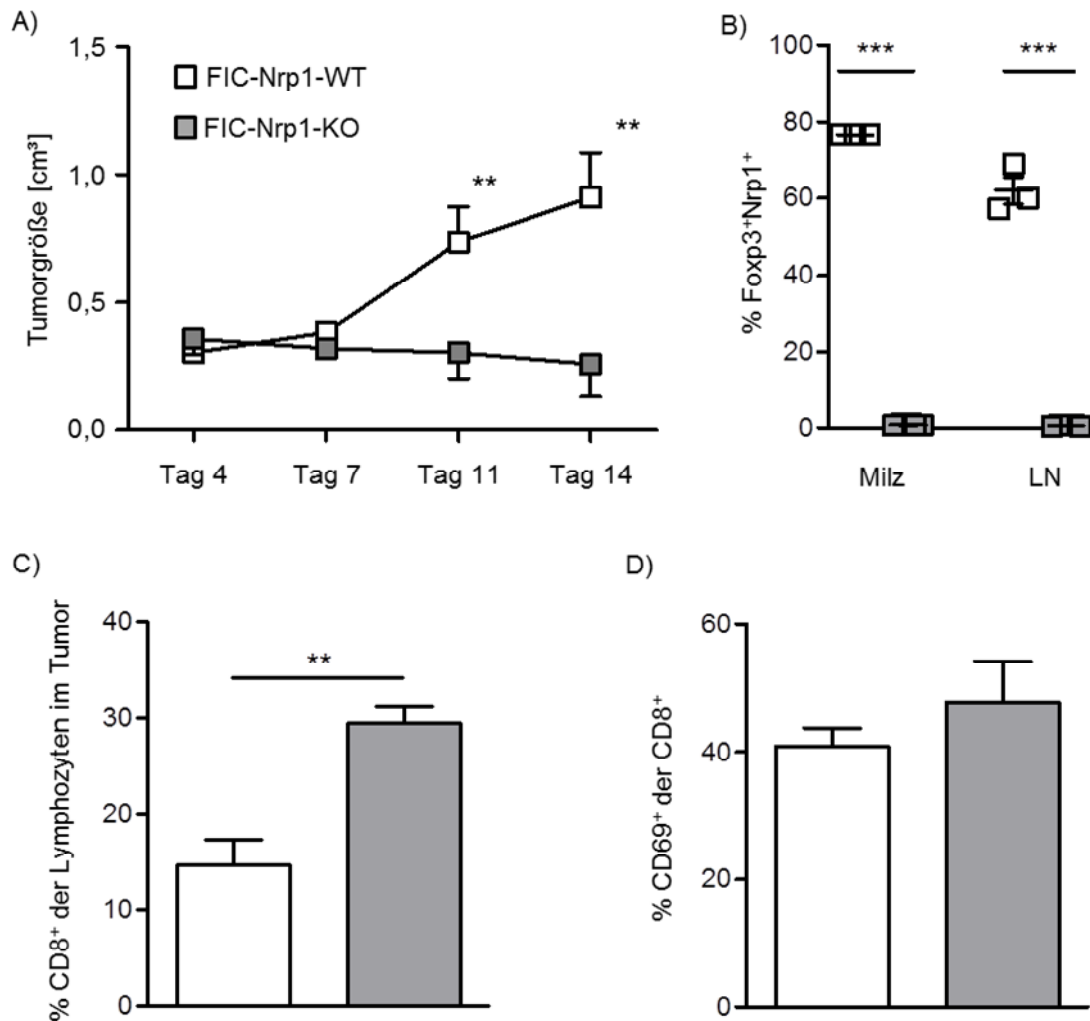 A)
Tumorgröße [cm³]
1,5
1,0
0,5
0,0
FIC-Nrp1-WT
FIC-Nrp1-KO
**
**
Tag 4 Tag 7 Tag 11 Tag 14
B)
% Foxp3⁺Nrp1⁺
100
80
60
40
20
0
*** ***
Milz LN
C)
% CD8⁺ der Lymphozyten im Tumor
40
30
20
10
0
**
D)
% CD69⁺ der CD8⁺
60
40
20
0